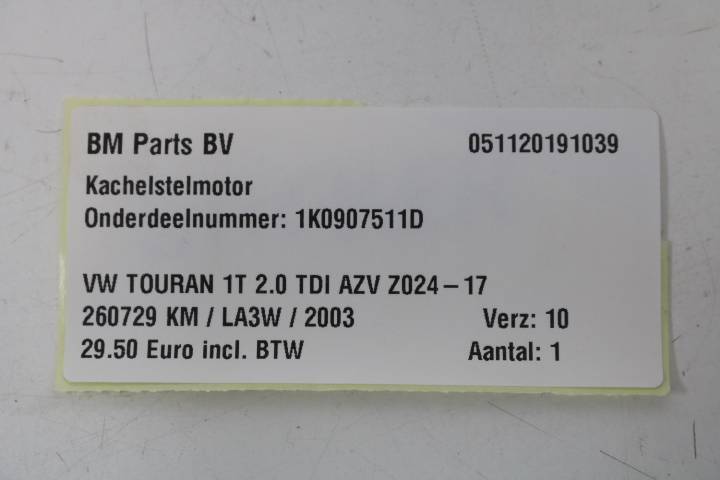 BM Parts BV 051120191039
Kachelstelmotor
Onderdeelnummer: 1K0907511D
VW TOURAN 1T 2.0 TDI AZV Z024-17
260729 KM / LA3W / 2003 Verz: 10
29.50 Euro incl. BTW Aantal: 1